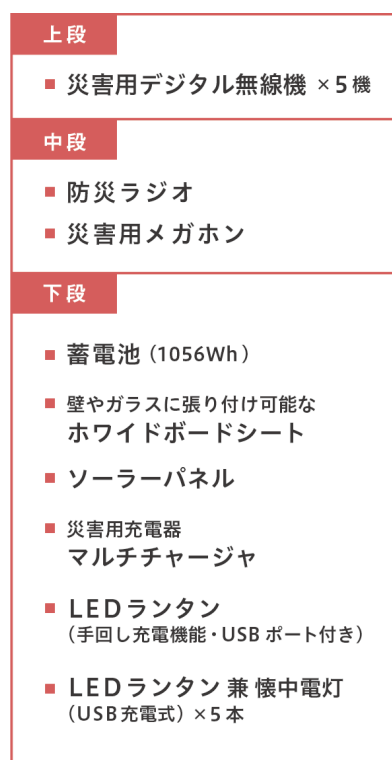 上段
災害用デジタル無線機 ×5機
中段
防災ラジオ
災害用メガホン
下段
蓄電池（1056Wh）
壁やガラスに張り付け可能な
ホワイドボードシート
ソーラーパネル
災害用充電器
マルチチャージャ
LEDランタン
（手回し充電機能・USB ポート付き）
LEDランタン 兼 懐中電灯
（USB充電式）×5本